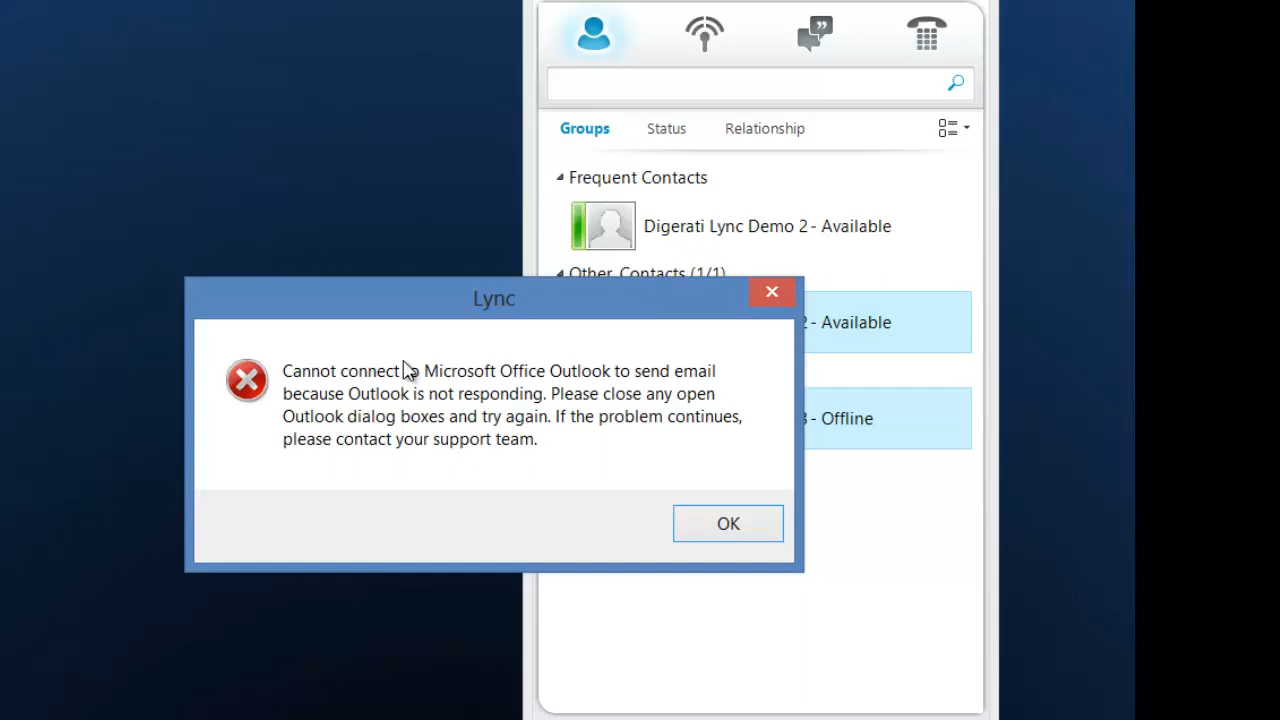 Groups Status Relationship
Frequent Contacts
Digerati Lync Demo 2 - Available
Other Contacts (1/1)
Lync
2 - Available
Cannot connect to Microsoft Office Outlook to send email
because Outlook is not responding. Please close any open
Outlook dialog boxes and try again. If the problem continues,
please contact your support team.
3 - Offline
OK